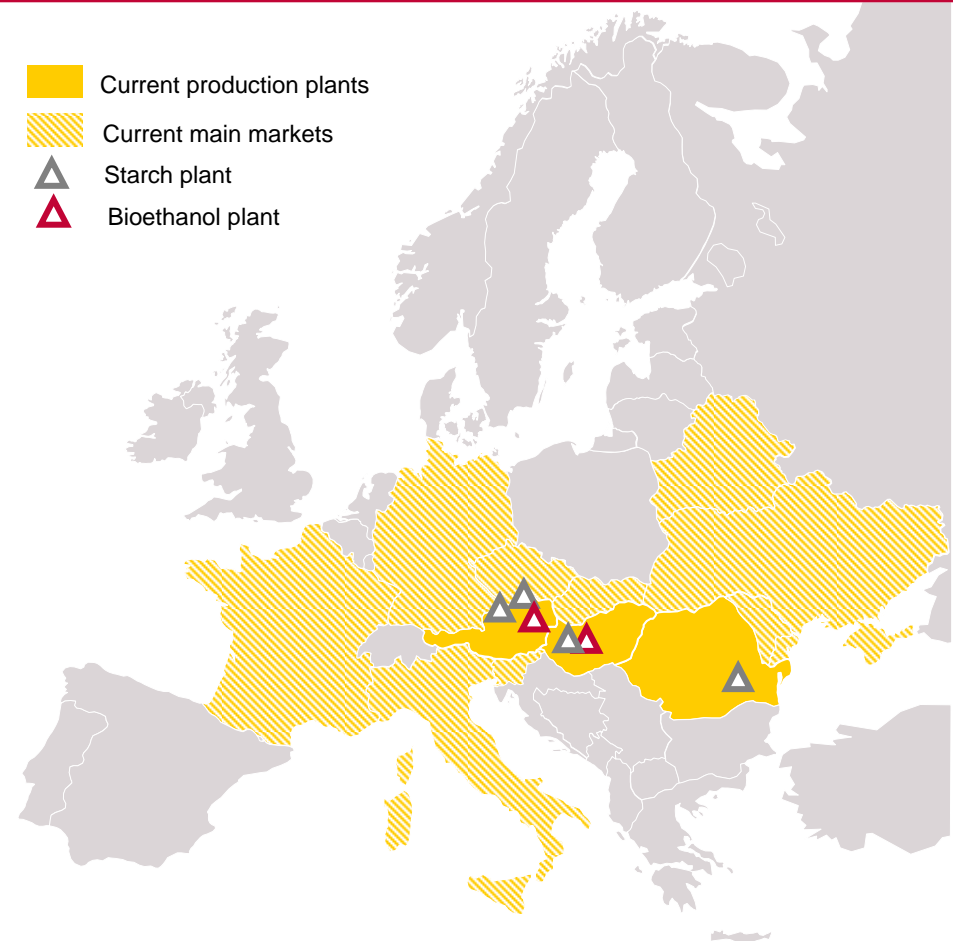 Current production plants
Current main markets
Starch plant
Bioethanol plant